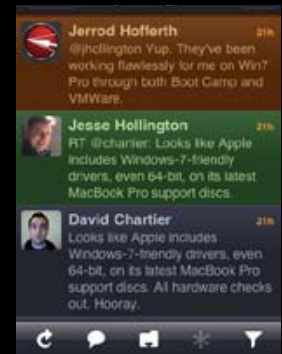 Jerrod Hofferth 21h
@jhollington Yup. They've been
working flawlessly for me on Win7
Pro through both Boot Camp and
VMWare.
Jesse Hollington 21h
RT @chartier: Looks like Apple
includes Windows-7-friendly
drivers, even 64-bit, on its latest
MacBook Pro support discs.
David Chartier 21h
Looks like Apple includes
Windows-7-friendly drivers, even
64-bit, on its latest MacBook Pro
support discs. All hardware checks
out. Hooray.